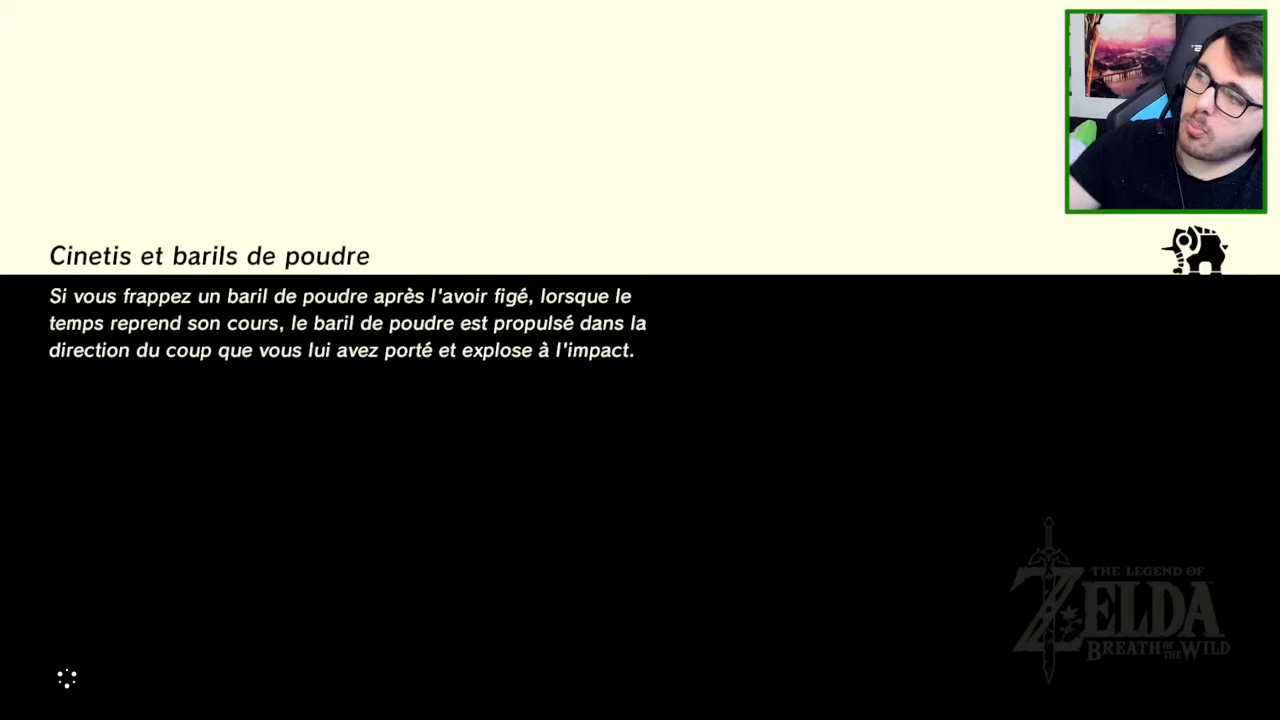 Cinetis et barils de poudre
Si vous frappez un baril de poudre après l'avoir figé, lorsque le
temps reprend son cours, le baril de poudre est propulsé dans la
direction du coup que vous lui avez porté et explose à l'impact.
THE LEGEND OF
ZELDA
BREATH OF THE WILD